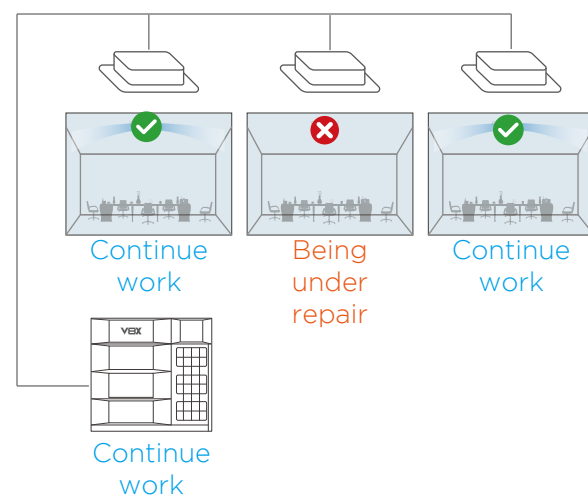 Continue
work
Being
under
repair
Continue
work
VRX
Continue
work